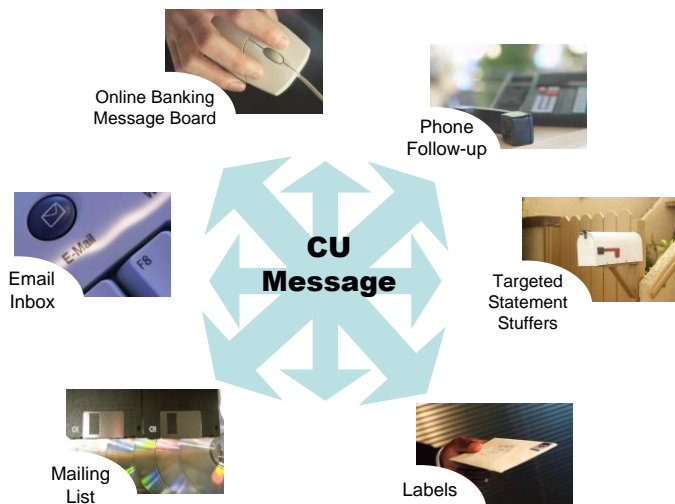 Online Banking
Message Board
Phone
Follow-up
E-Mail
F8
Email
Inbox
CU
Message
Targeted
Statement
Stuffers
Mailing
List
Labels